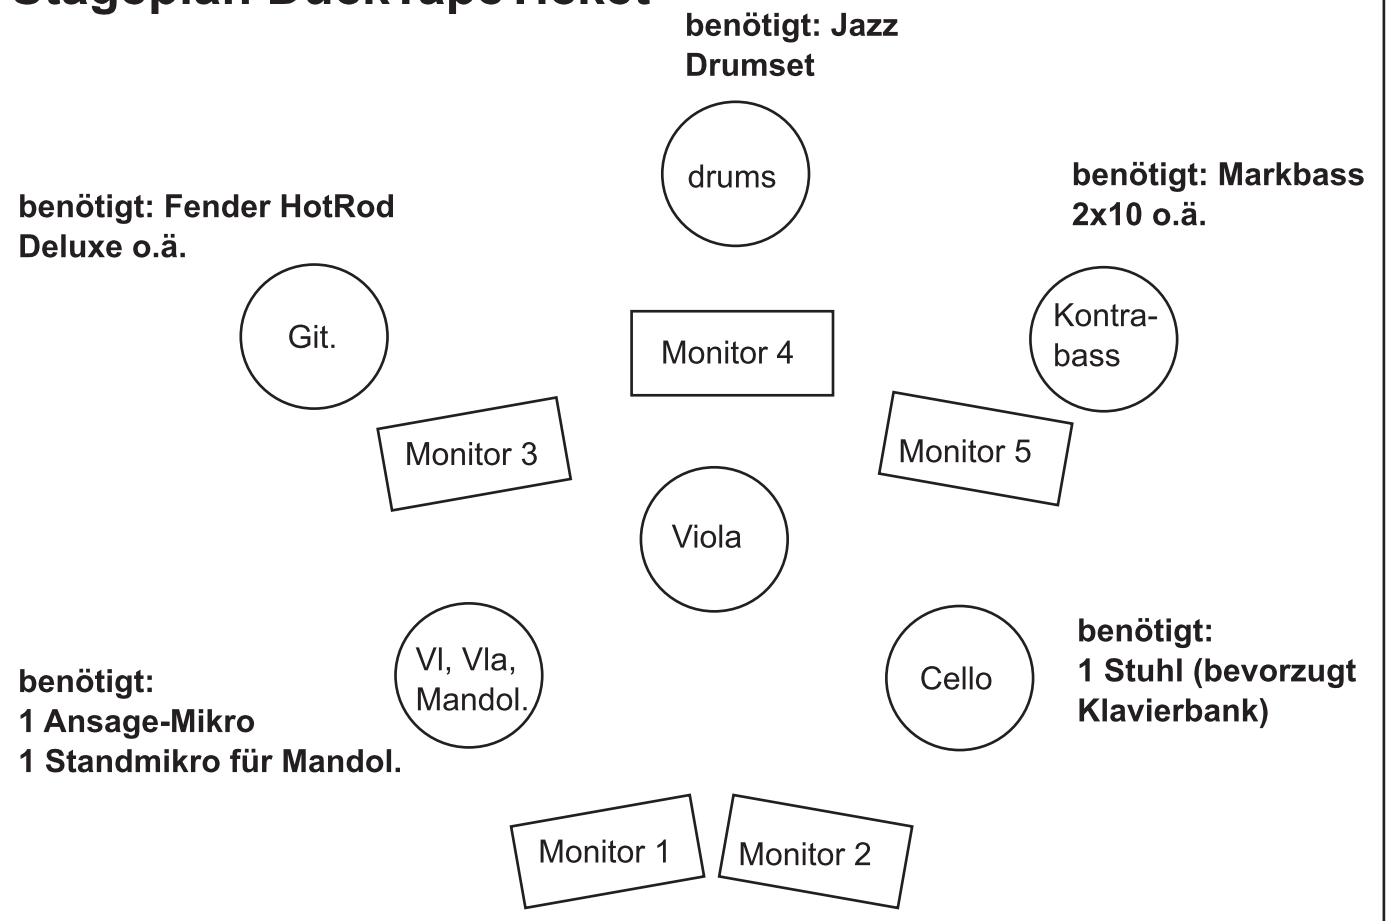 Stageplan DuckTapeTicket
benötigt: Jazz
Drumset
drums
benötigt: Markbass
2x10 o.ä.
benötigt: Fender HotRod
Deluxe o.ä.
Git.
Kontra-
bass
Monitor 4
Monitor 3
Monitor 5
Viola
Vl, Vla,
Mandol.
Cello
benötigt:
1 Stuhl (bevorzugt
Klavierbank)
benötigt:
1 Ansage-Mikro
1 Standmikro für Mandol.
Monitor 1
Monitor 2